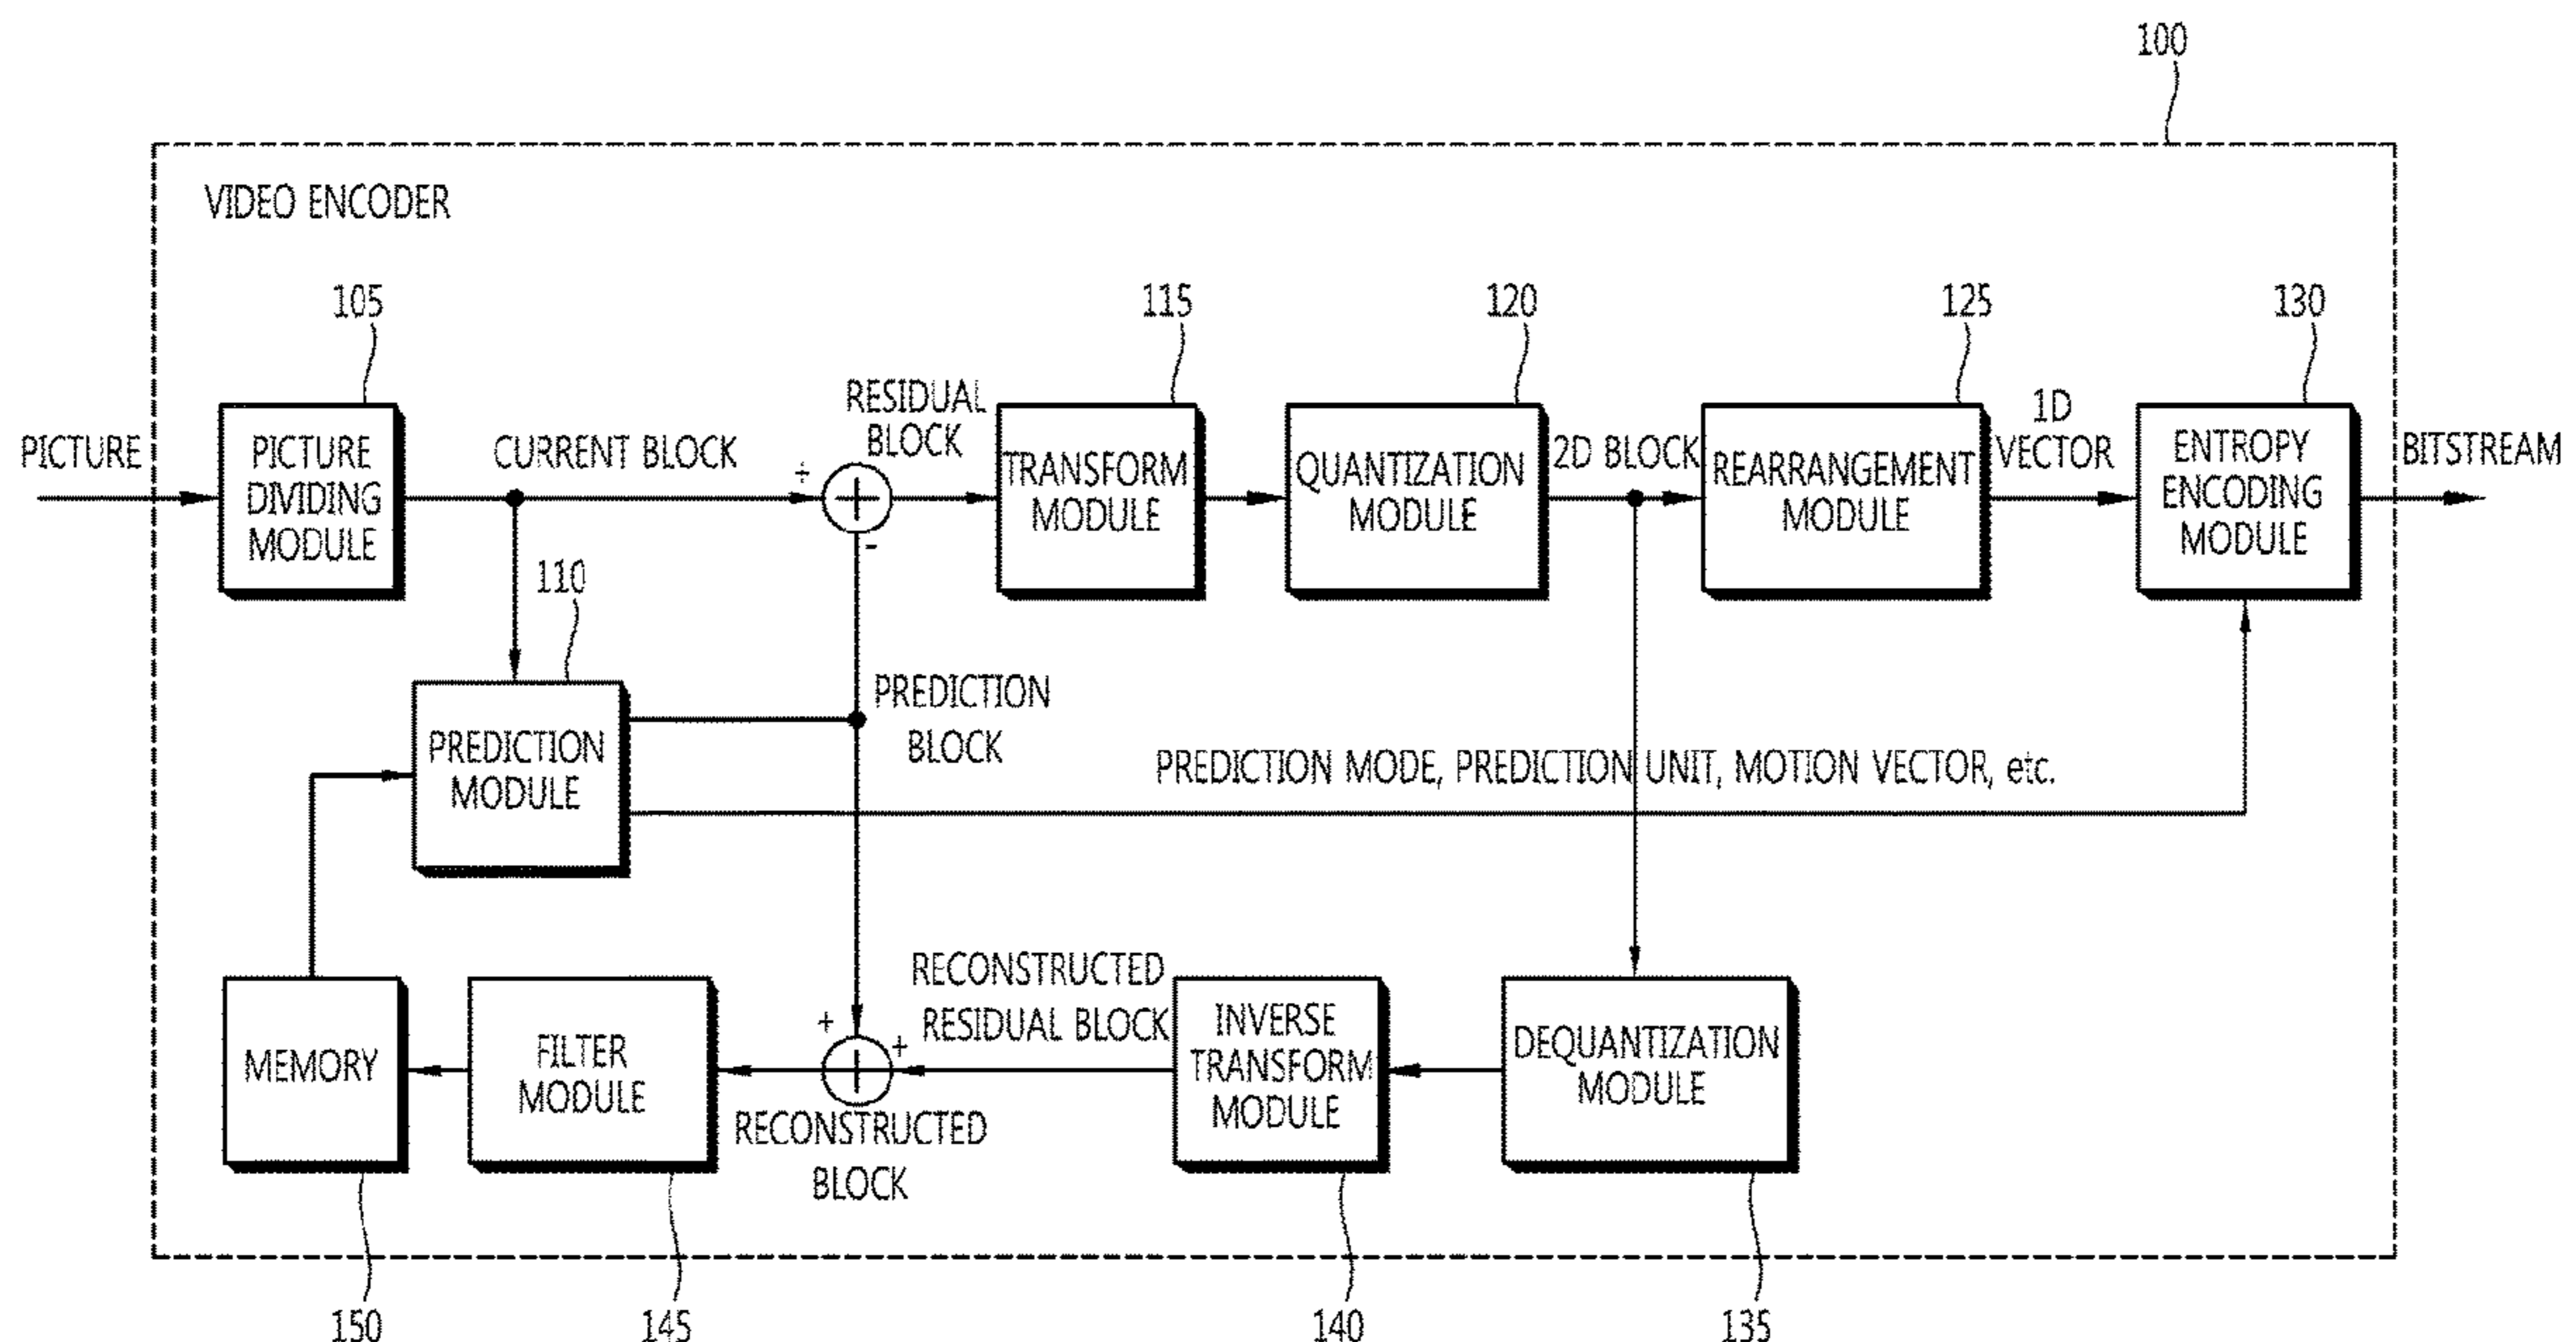 100
VIDEO ENCODER
105
115
120
125
130
PICTURE
PICTURE
DIVIDING
MODULE
CURRENT BLOCK
+
-
RESIDUAL
BLOCK
TRANSFORM
MODULE
QUANTIZATION
MODULE
2D BLOCK
REARRANGEMENT
MODULE
1D
VECTOR
ENTROPY
ENCODING
MODULE
BITSTREAM
110
PREDICTION
MODULE
PREDICTION
BLOCK
PREDICTION MODE, PREDICTION UNIT, MOTION VECTOR, etc.
MEMORY
FILTER
MODULE
+
+
RECONSTRUCTED
BLOCK
RECONSTRUCTED
RESIDUAL BLOCK
INVERSE
TRANSFORM
MODULE
DEQUANTIZATION
MODULE
150
145
140
135